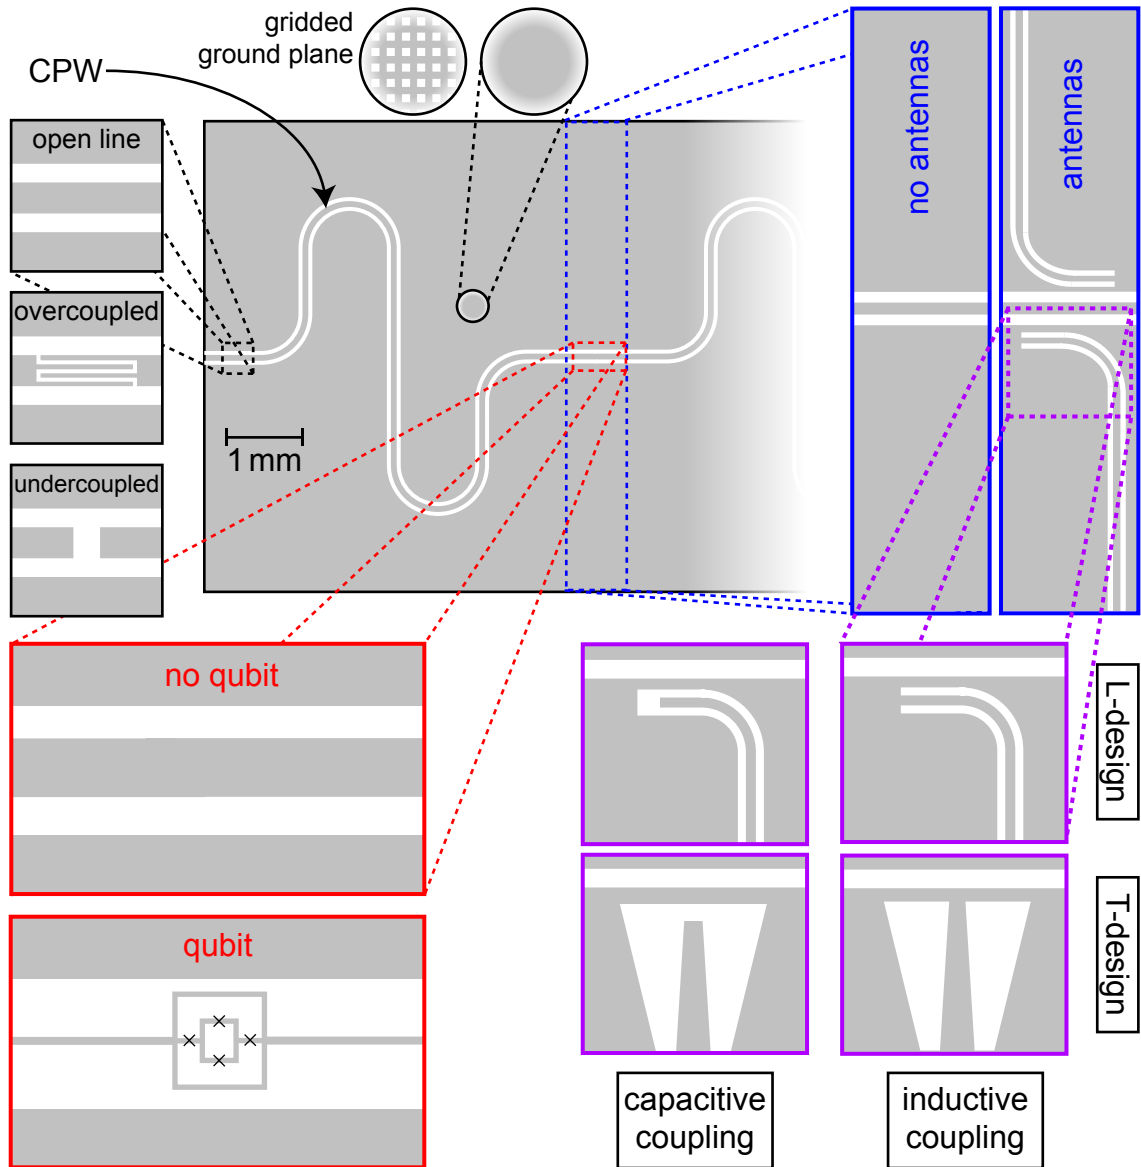 gridded
ground plane
CPW
open line
overcoupled
undercoupled
1 mm
no antennas
antennas
no qubit
qubit
L-design
T-design
capacitive
coupling
inductive
coupling